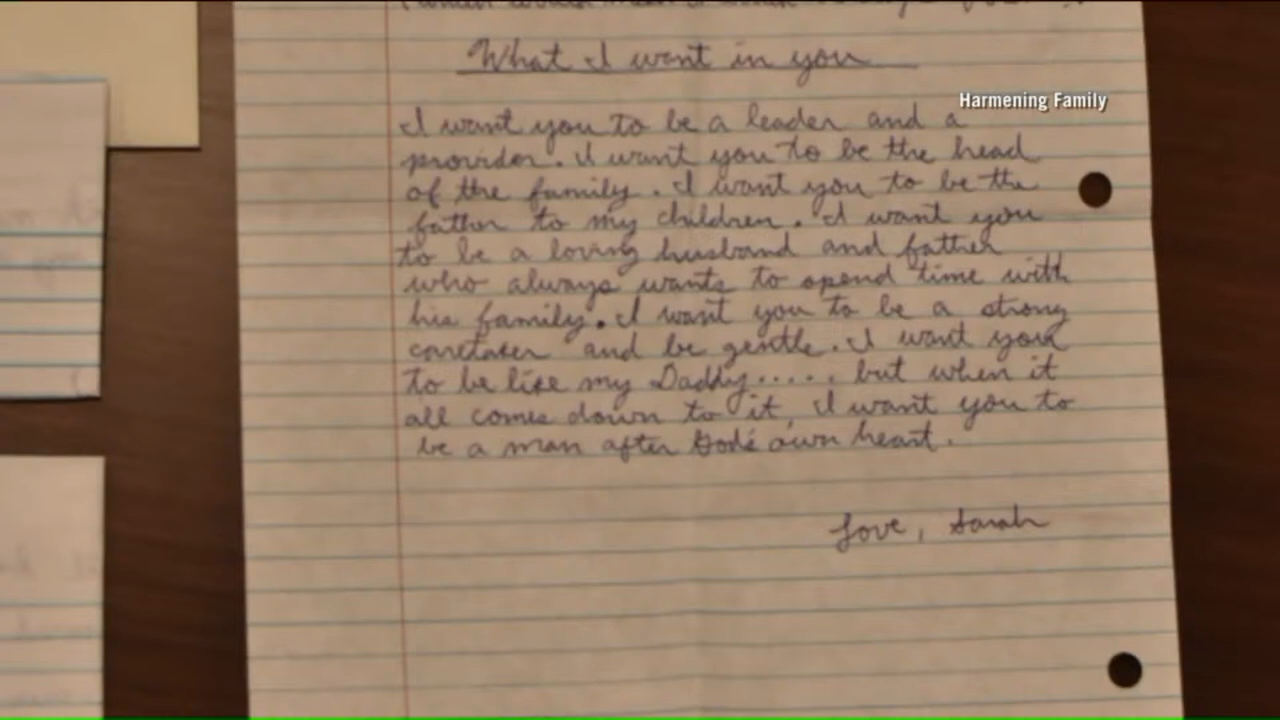 What I want in you
Harmening Family
I want you to be a leader and a
provider. I want you to be the head
of the family. I want you to be the
father to my children. I want you
to be a loving husband and father
who always wants to spend time with
his family. I want you to be a strong
caretaker and be gentle. I want you
to be like my Daddy..... but when it
all comes down to it, I want you to
be a man after God's own heart.
Love, Sarah